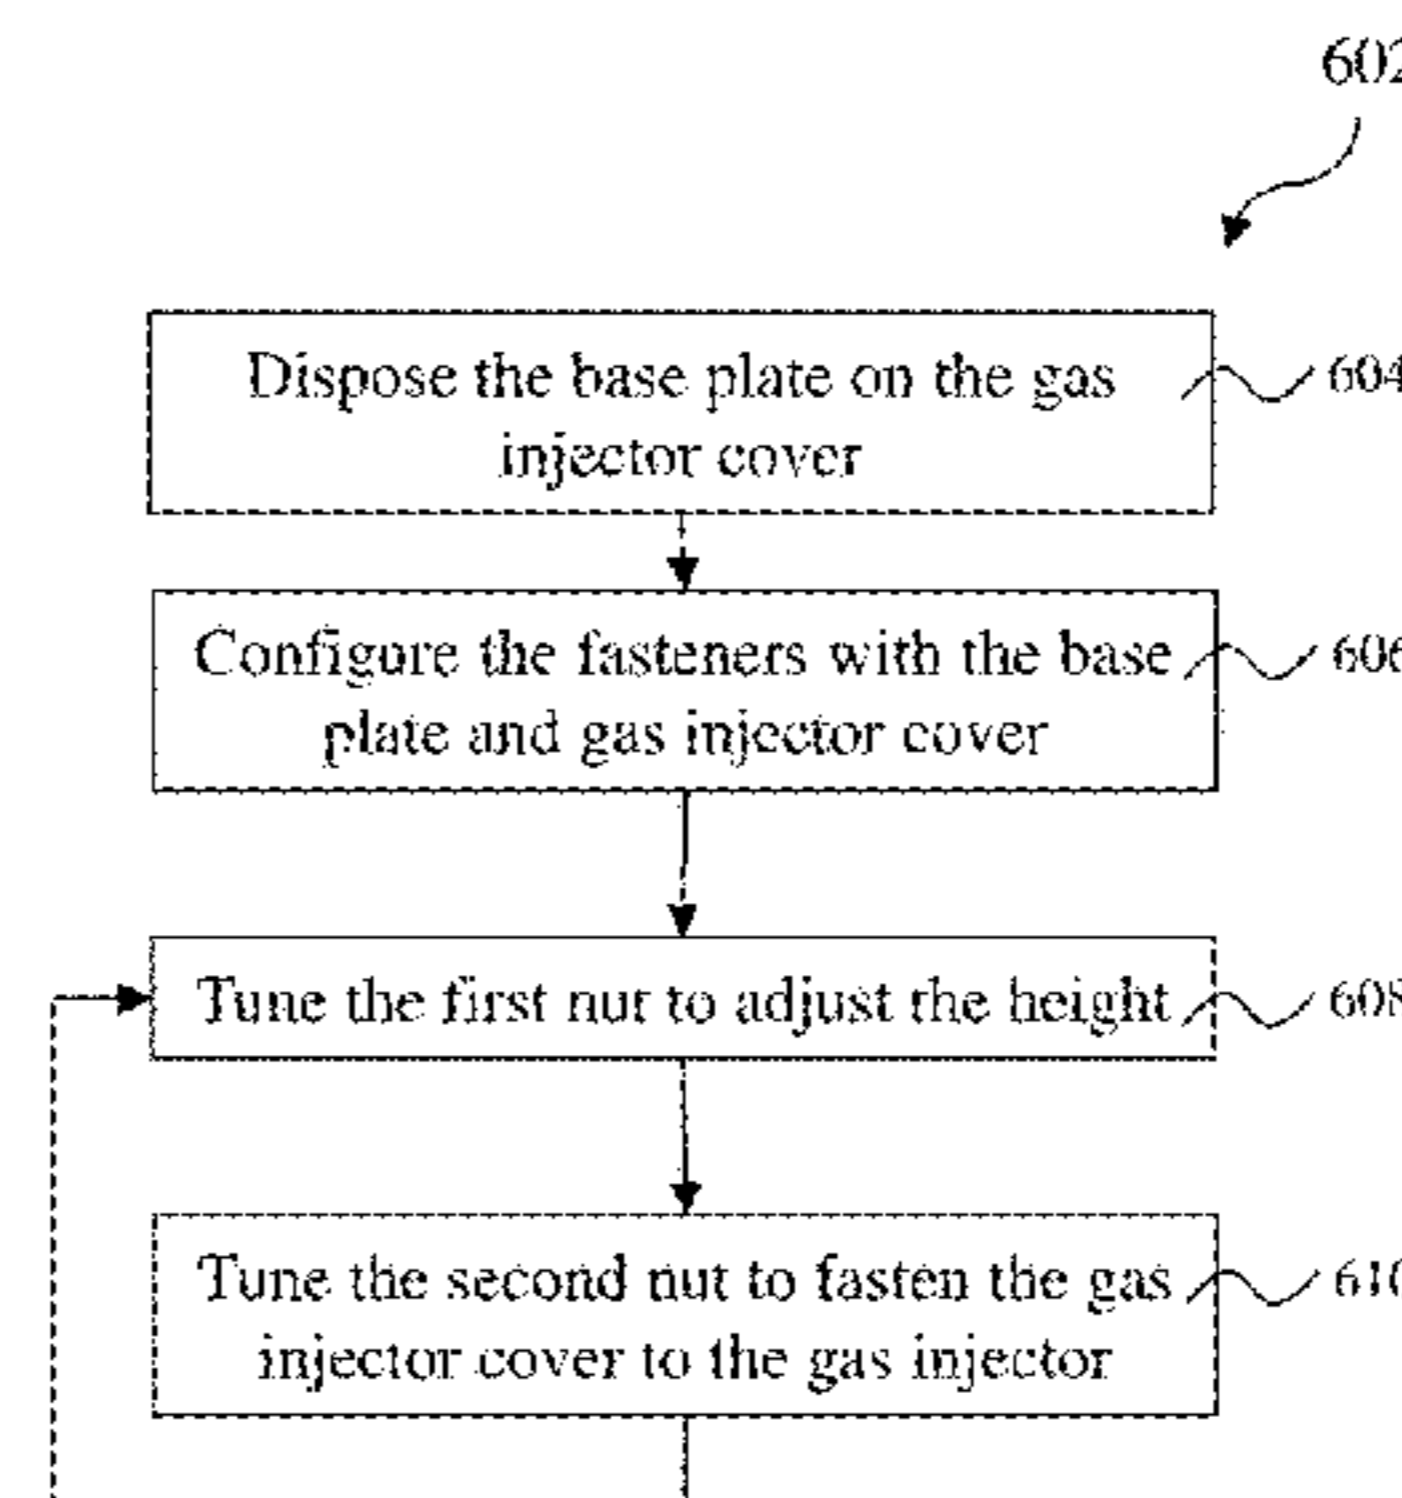 602
Dispose the base plate on the gas
injector cover
604
Configure the fasteners with the base
plate and gas injector cover
606
Tune the first nut to adjust the height
608
Tune the second nut to fasten the gas
injector cover to the gas injector
610